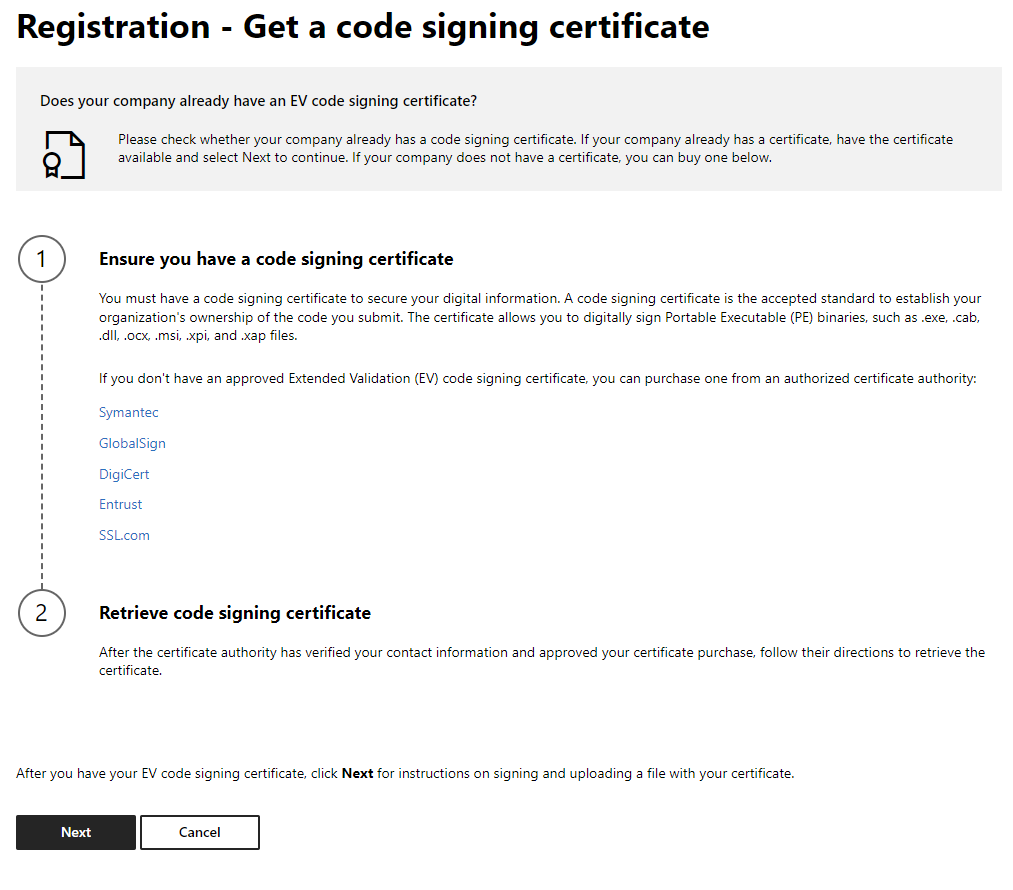 Registration - Get a code signing certificate
Does your company already have an EV code signing certificate?
Please check whether your company already has a code signing certificate. If your company already has a certificate, have the certificate
available and select Next to continue. If your company does not have a certificate, you can buy one below.
1
Ensure you have a code signing certificate
You must have a code signing certificate to secure your digital information. A code signing certificate is the accepted standard to establish your
organization's ownership of the code you submit. The certificate allows you to digitally sign Portable Executable (PE) binaries, such as .exe, .cab,
.dll, .ocx, .msi, .xpi, and .xap files.
If you don't have an approved Extended Validation (EV) code signing certificate, you can purchase one from an authorized certificate authority:
Symantec
GlobalSign
DigiCert
Entrust
SSL.com
2
Retrieve code signing certificate
After the certificate authority has verified your contact information and approved your certificate purchase, follow their directions to retrieve the
certificate.
After you have your EV code signing certificate, click Next for instructions on signing and uploading a file with your certificate.
Next
Cancel